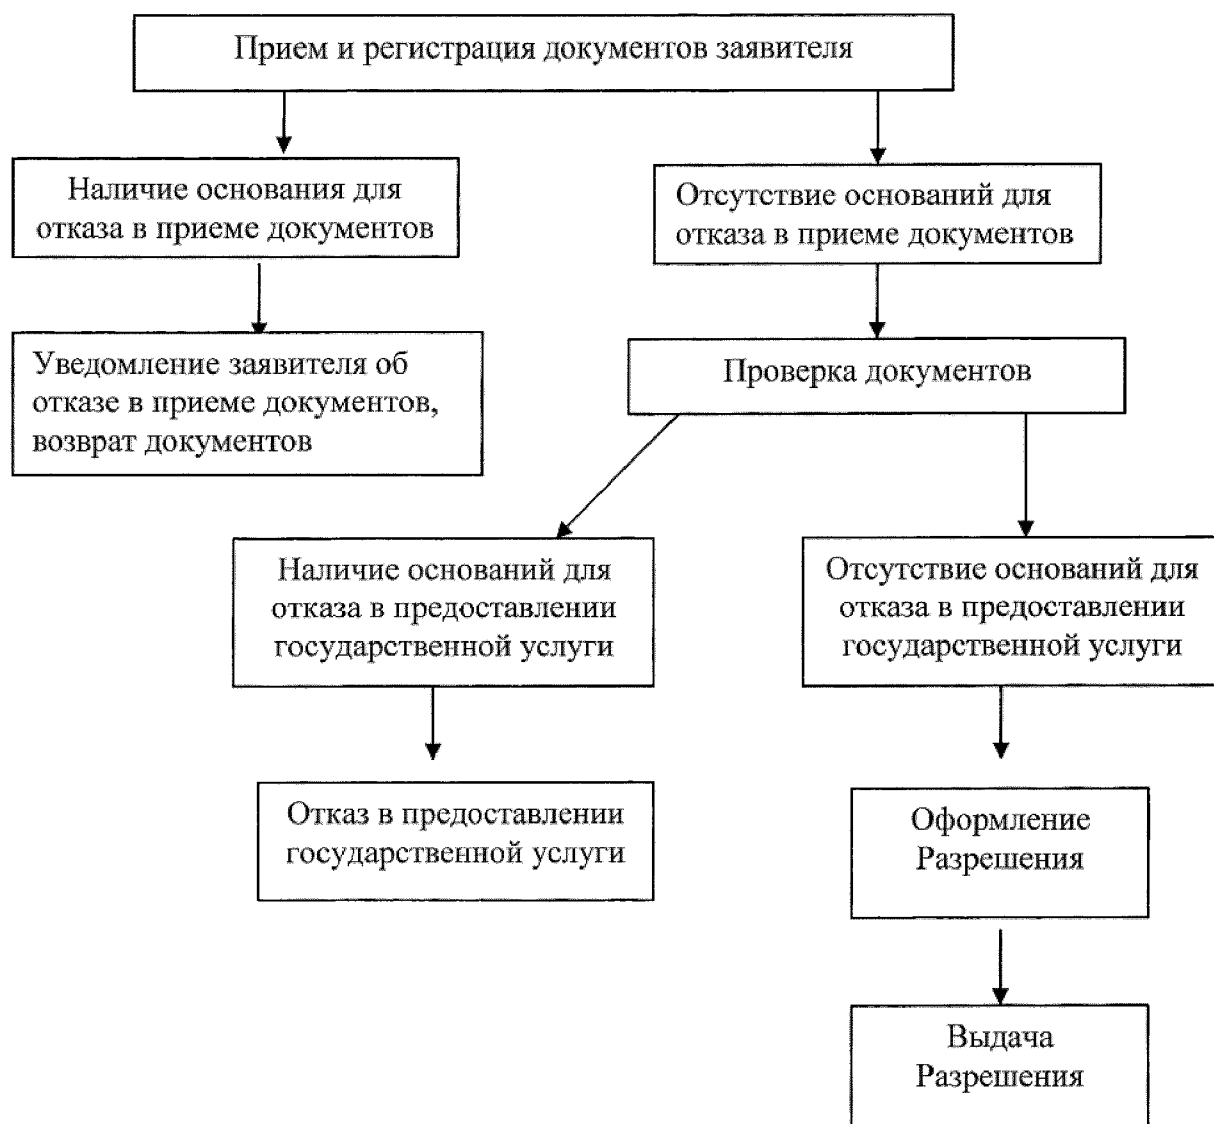 Прием и регистрация документов заявителя
Наличие основания для
отказа в приеме документов
Отсутствие оснований для
отказа в приеме документов
Уведомление заявителя об
отказе в приеме документов,
возврат документов
Проверка документов
Наличие оснований для
отказа в предоставлении
государственной услуги
Отсутствие оснований для
отказа в предоставлении
государственной услуги
Отказ в предоставлении
государственной услуги
Оформление
Разрешения
Выдача
Разрешения